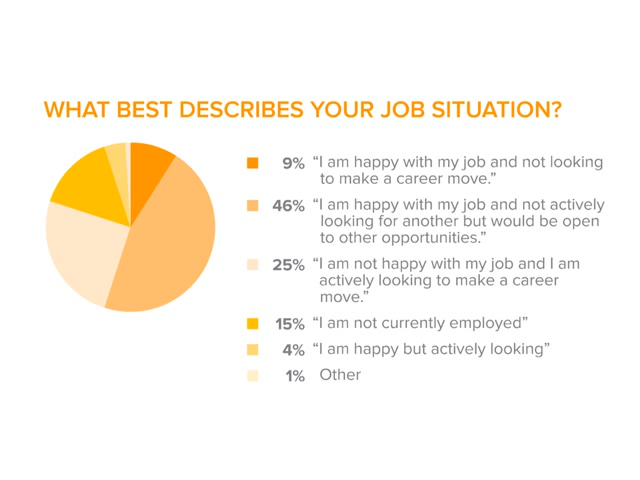 WHAT BEST DESCRIBES YOUR JOB SITUATION?
9% “I am happy with my job and not looking
to make a career move.”
46% “I am happy with my job and not actively
looking for another but would be open
to other opportunities.”
25% “I am not happy with my job and I am
actively looking to make a career
move.”
15% “I am not currently employed”
4% “I am happy but actively looking”
1% Other